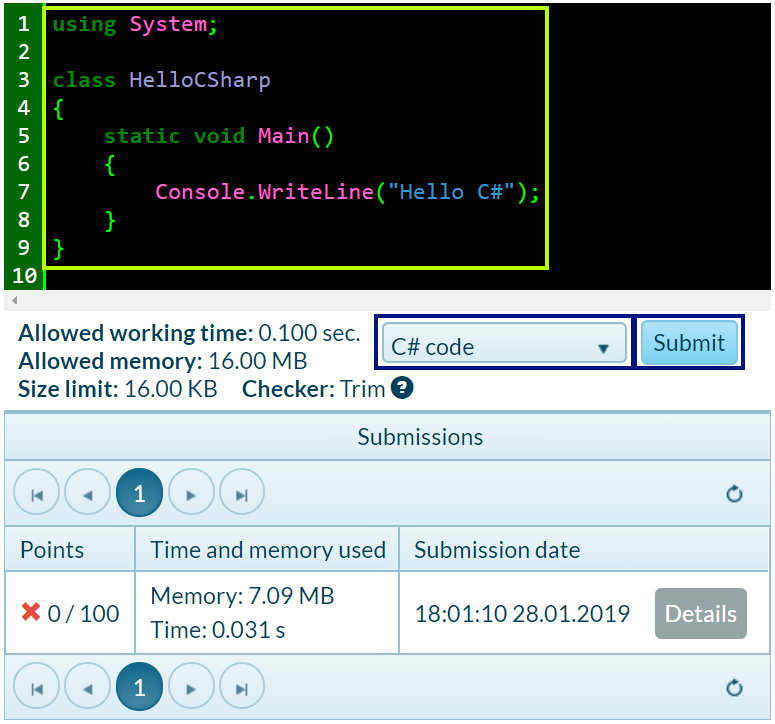 1 using System;
2
3 class HelloCSharp
4 {
5 static void Main()
6 {
7 Console.WriteLine("Hello C#");
8 }
9 }
10
Allowed working time: 0.100 sec.
Allowed memory: 16.00 MB
Size limit: 16.00 KB Checker: Trim ?
C# code
Submit
Submissions
1
Points Time and memory used Submission date
0 / 100
Memory: 7.09 MB
Time: 0.031 s
18:01:10 28.01.2019
Details
1